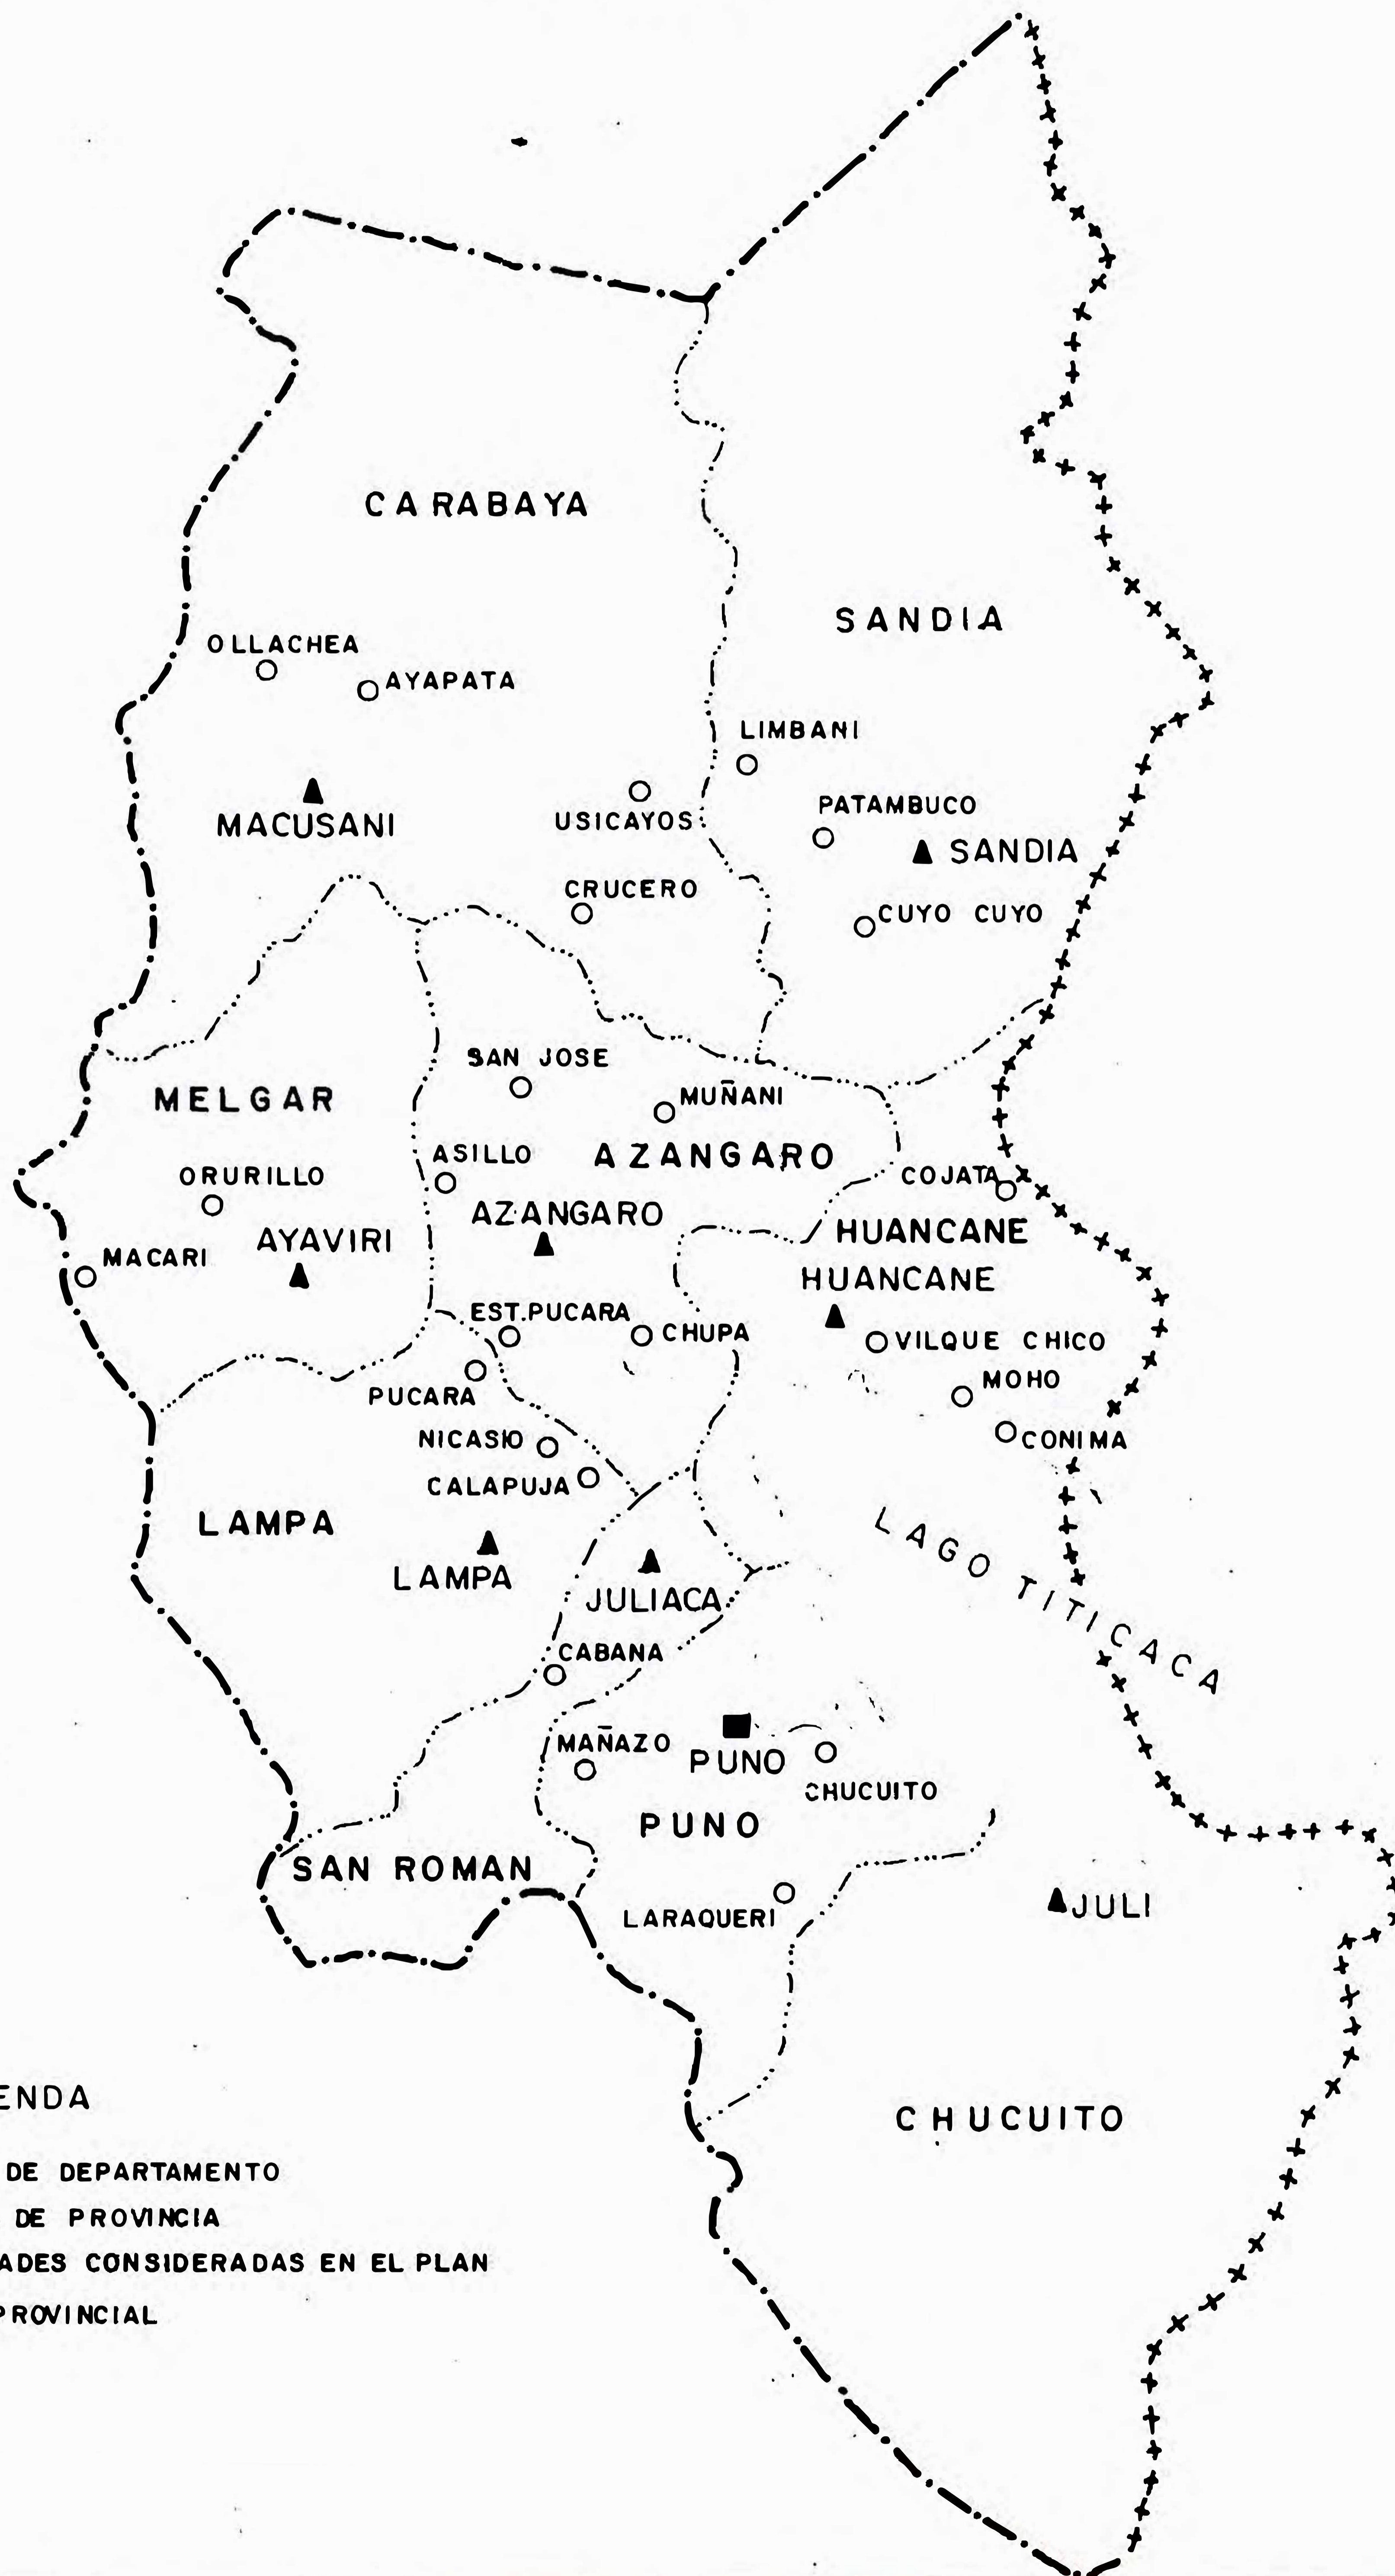 CARABAYA
SANDIA
OLLACHEA
AYAPATA
LIMBANI
MACUSANI
USICAYOS
PATAMBUCO
SANDIA
CRUCERO
CUYO CUYO
SAN JOSE
MUÑANI
MELGAR
ASILLO
AZANGARO
ORURILLO
COJATA
AZANGARO
HUANCANE
MACARI
AYAVIRI
HUANCANE
EST.PUCARA
CHUPA
VILQUE CHICO
PUCARA
MOHO
NICASIO
CONIMA
CALAPUJA
LAMPA
LAGO TITICACA
LAMPA
JULIACA
CABANA
MAÑAZO
PUNO
CHUCUITO
PUNO
SAN ROMAN
LARAQUERI
JULI
CHUCUITO
ENDA
DE DEPARTAMENTO
DE PROVINCIA
ADES CONSIDERADAS EN EL PLAN
PROVINCIAL